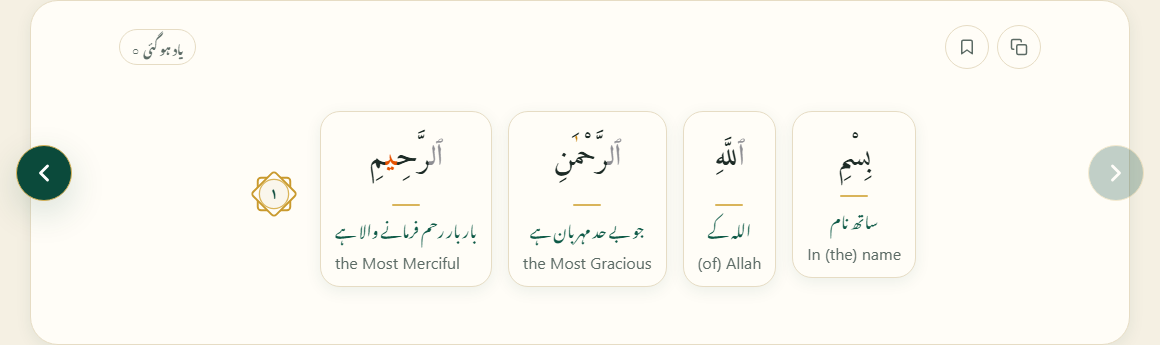 یاد ہو گئی
بِسْمِ ٱللَّهِ ٱلرَّحْمَٰنِ ٱلرَّحِيمِ ١
ساتھ نام اللہ کے جو بے حد مہربان ہے بار بار رحم فرمانے والا ہے
In (the) name (of) Allah the Most Gracious the Most Merciful